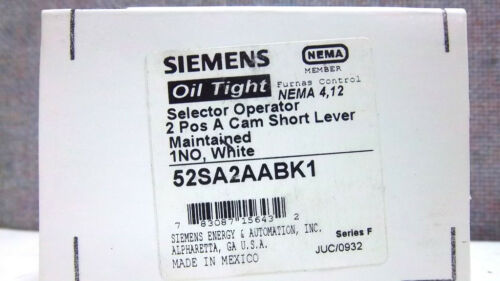 SIEMENS
NEMA
MEMBER
Oil Tight
Furnas Control
NEMA 4,12
Selector Operator
2 Pos A Cam Short Lever
Maintained
1NO, White
52SA2AABK1
7 83087 15643 2
SIEMENS ENERGY & AUTOMATION, INC.
Series F
ALPHARETTA, GA U.S.A.
JUC/0932
MADE IN MEXICO